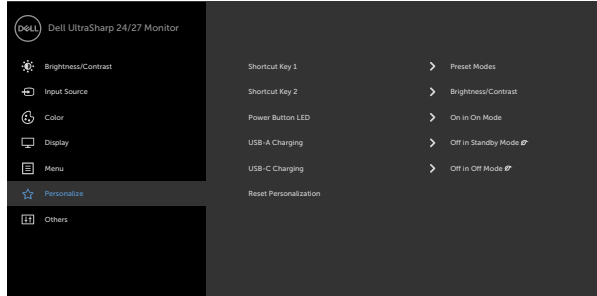 DELL Dell UltraSharp 24/27 Monitor
Brightness/Contrast Shortcut Key 1 Preset Modes
Input Source Shortcut Key 2 Brightness/Contrast
Color Power Button LED On in On Mode
Display USB-A Charging Off in Standby Mode
Menu USB-C Charging Off in Off Mode
Personalize Reset Personalization
Others